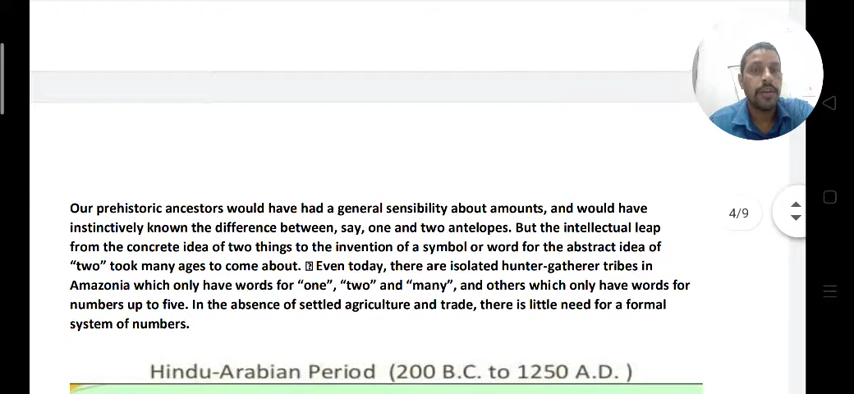 Our prehistoric ancestors would have had a general sensibility about amounts, and would have
instinctively known the difference between, say, one and two antelopes. But the intellectual leap
from the concrete idea of two things to the invention of a symbol or word for the abstract idea of
“two” took many ages to come about. ⍰ Even today, there are isolated hunter-gatherer tribes in
Amazonia which only have words for “one”, “two” and “many”, and others which only have words for
numbers up to five. In the absence of settled agriculture and trade, there is little need for a formal
system of numbers.
4/9
Hindu-Arabian Period (200 B.C. to 1250 A.D. )